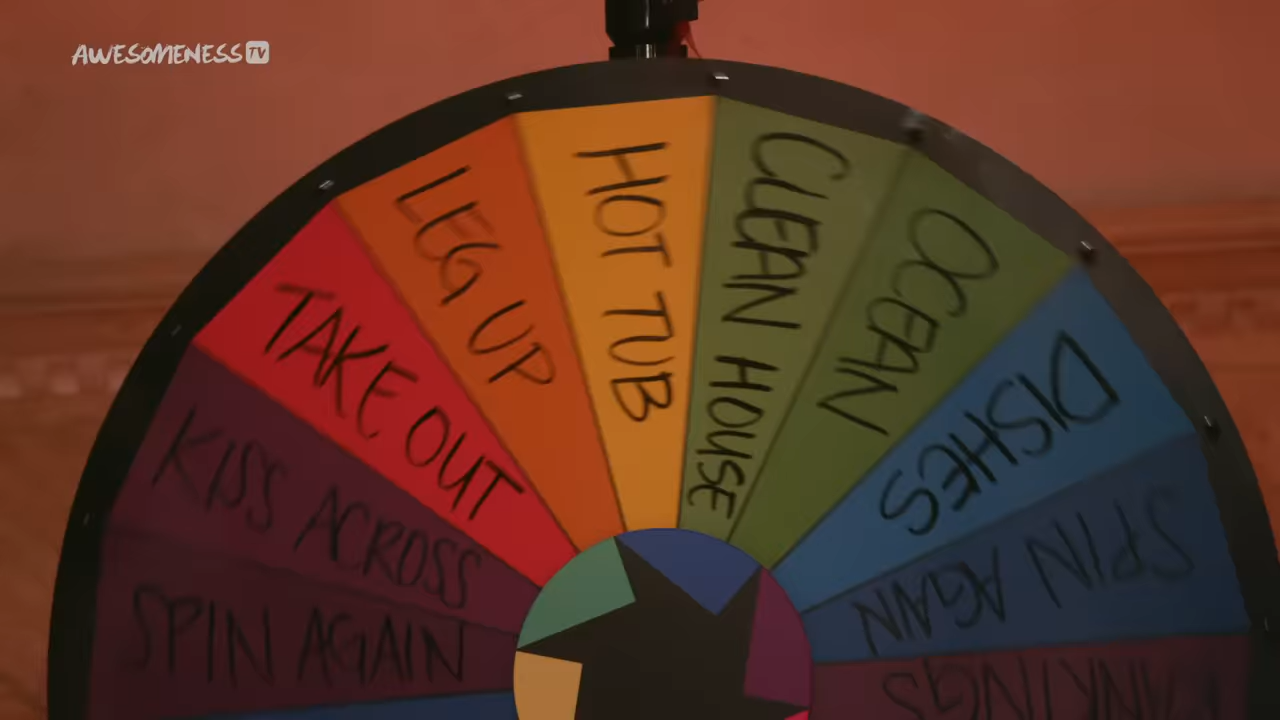 AWESOMENESS TV
SPIN AGAIN
KISS ACROSS
TAKE OUT
LEG UP
HOT TUB
CLEAN HOUSE
OCEAN
DISHES
SPIN AGAIN